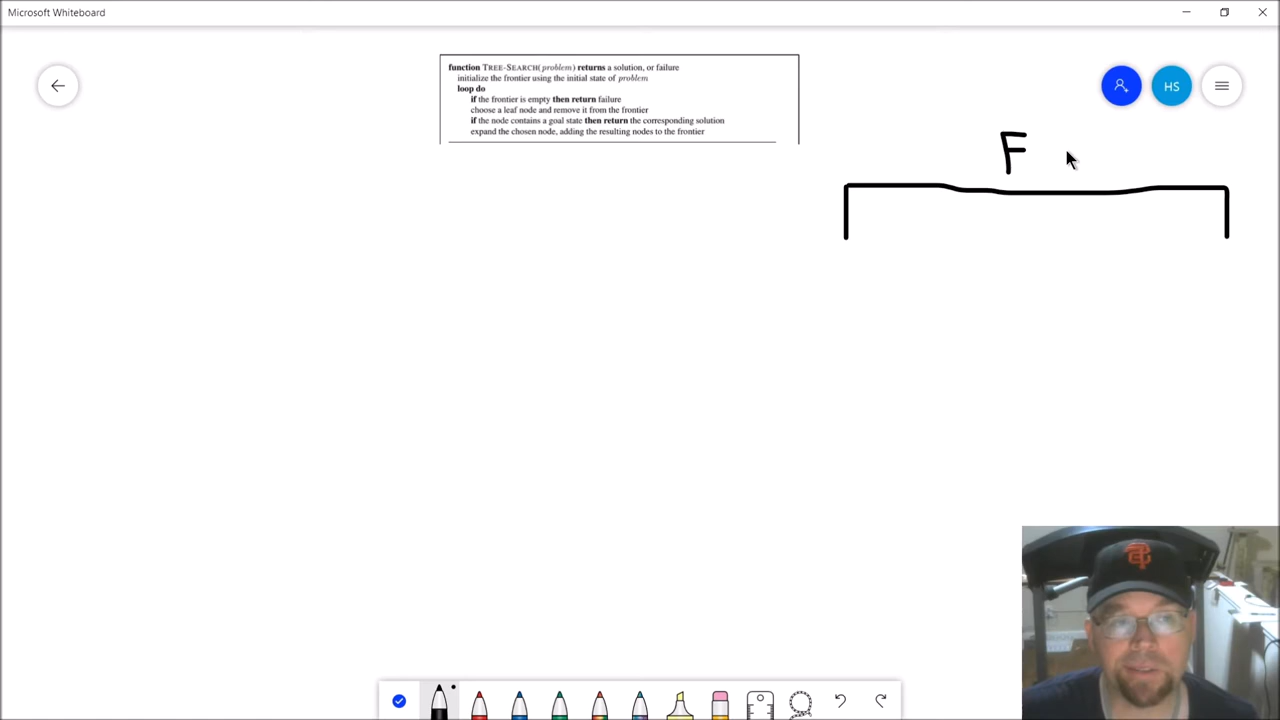 Microsoft Whiteboard
function TREE-SEARCH(problem) returns a solution, or failure
initialize the frontier using the initial state of problem
loop do
if the frontier is empty then return failure
choose a leaf node and remove it from the frontier
if the node contains a goal state then return the corresponding solution
expand the chosen node, adding the resulting nodes to the frontier
HS
F